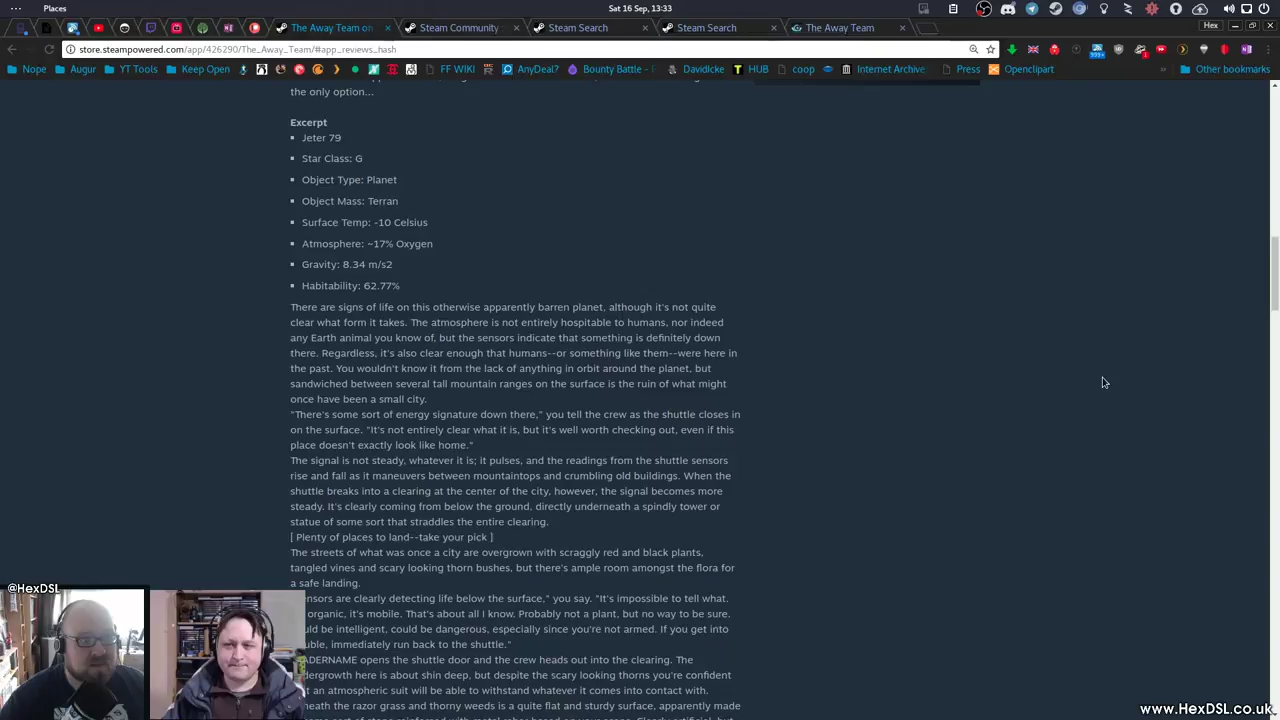 Places
Sat 16 Sep, 13:33
The Away Team on
Steam Community
Steam Search
Steam Search
The Away Team
Hex
store.steampowered.com/app/426290/The_Away_Team/#app_reviews_hash
Nope
Augur
YT Tools
Keep Open
FF WIKI
AnyDeal?
Bounty Battle -
DavidIcke
HUB
coop
Internet Archive
Press
Openclipart
Other bookmarks
the only option...
Excerpt
Jeter 79
Star Class: G
Object Type: Planet
Object Mass: Terran
Surface Temp: -10 Celsius
Atmosphere: ~17% Oxygen
Gravity: 8.34 m/s2
Habitability: 62.77%
There are signs of life on this otherwise apparently barren planet, although it's not quite
clear what form it takes. The atmosphere is not entirely hospitable to humans, nor indeed
any Earth animal you know of, but the sensors indicate that something is definitely down
there. Regardless, it's also clear enough that humans--or something like them--were here in
the past. You wouldn't know it from the lack of anything in orbit around the planet, but
sandwiched between several tall mountain ranges on the surface is the ruin of what might
once have been a small city.
"There's some sort of energy signature down there," you tell the crew as the shuttle closes in
on the surface. "It's not entirely clear what it is, but it's well worth checking out, even if this
place doesn't exactly look like home."
The signal is not steady, whatever it is; it pulses, and the readings from the shuttle sensors
rise and fall as it maneuvers between mountaintops and crumbling old buildings. When the
shuttle breaks into a clearing at the center of the city, however, the signal becomes more
steady. It's clearly coming from below the ground, directly underneath a spindly tower or
statue of some sort that straddles the entire clearing.
[ Plenty of places to land--take your pick ]
The streets of what was once a city are overgrown with scraggly red and black plants,
tangled vines and scary looking thorn bushes, but there's ample room amongst the flora for
a safe landing.
@HexDSL
ensors are clearly detecting life below the surface," you say. "It's impossible to tell what.
organic, it's mobile. That's about all I know. Probably not a plant, but no way to be sure.
uld be intelligent, could be dangerous, especially since you're not armed. If you get into
uble, immediately run back to the shuttle."
ADERNAME opens the shuttle door and the crew heads out into the clearing. The
dergrowth here is about shin deep, but despite the scary looking thorns you're confident
t an atmospheric suit will be able to withstand whatever it comes into contact with.
neath the razor grass and thorny weeds is a quite flat and sturdy surface, apparently made
www.HexDSL.co.uk